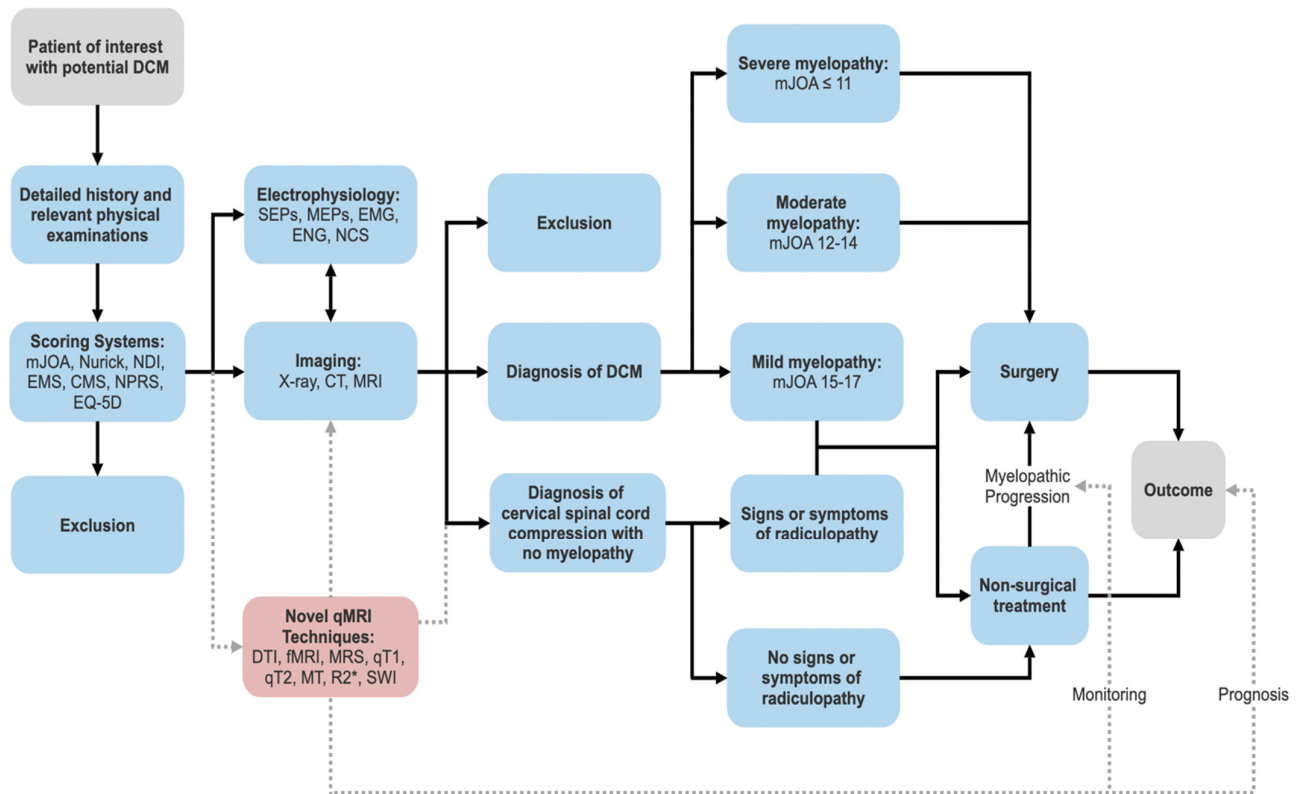 Patient of interest
with potential DCM
Detailed history and
relevant physical
examinations
Scoring Systems:
mJOA, Nurick, NDI,
EMS, CMS, NPRS,
EQ-5D
Exclusion
Electrophysiology:
SEPs, MEPs, EMG,
ENG, NCS
Imaging:
X-ray, CT, MRI
Novel qMRI
Techniques:
DTI, fMRI, MRS, qT1,
qT2, MT, R2*, SWI
Exclusion
Diagnosis of DCM
Diagnosis of
cervical spinal cord
compression with
no myelopathy
Severe myelopathy:
mJOA ≤ 11
Moderate
myelopathy:
mJOA 12-14
Mild myelopathy:
mJOA 15-17
Signs or symptoms
of radiculopathy
No signs or
symptoms of
radiculopathy
Surgery
Myelopathic
Progression
Non-surgical
treatment
Outcome
Monitoring
Prognosis